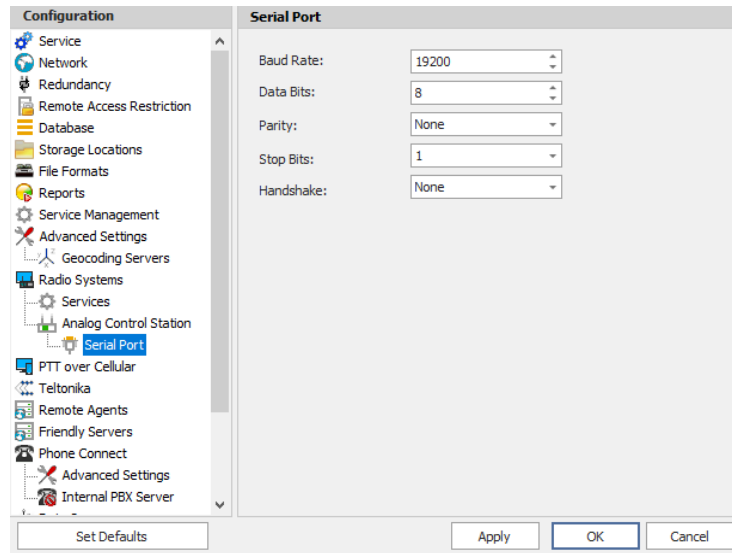 Configuration
Service
Network
Redundancy
Remote Access Restriction
Database
Storage Locations
File Formats
Reports
Service Management
Advanced Settings
Geocoding Servers
Radio Systems
Services
Analog Control Station
Serial Port
PTT over Cellular
Teltonika
Remote Agents
Friendly Servers
Phone Connect
Advanced Settings
Internal PBX Server
Set Defaults
Serial Port
Baud Rate: 19200
Data Bits: 8
Parity: None
Stop Bits: 1
Handshake: None
Apply OK Cancel